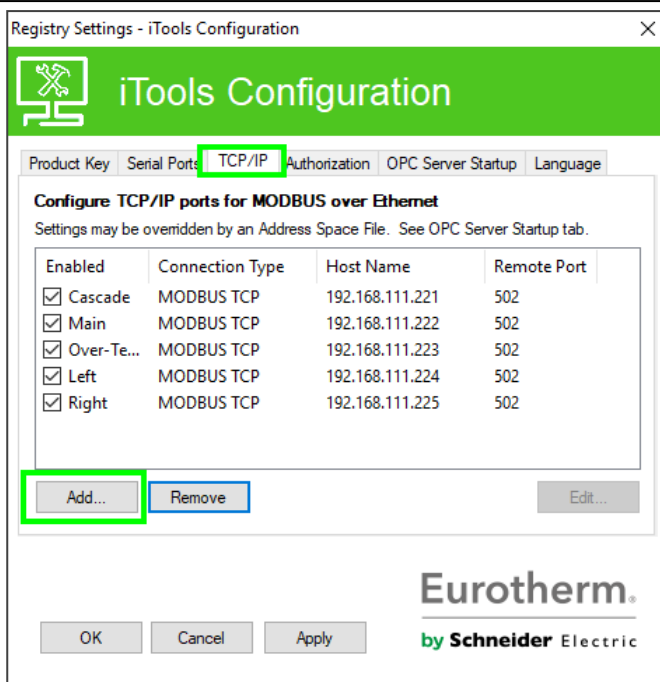 Registry Settings - iTools Configuration
iTools Configuration
Product Key Serial Ports TCP/IP Authorization OPC Server Startup Language
Configure TCP/IP ports for MODBUS over Ethernet
Settings may be overridden by an Address Space File. See OPC Server Startup tab.
Enabled Connection Type Host Name Remote Port
Cascade MODBUS TCP 192.168.111.221 502
Main MODBUS TCP 192.168.111.222 502
Over-Te... MODBUS TCP 192.168.111.223 502
Left MODBUS TCP 192.168.111.224 502
Right MODBUS TCP 192.168.111.225 502
Add... Remove Edit...
Eurotherm.
OK Cancel Apply by Schneider Electric